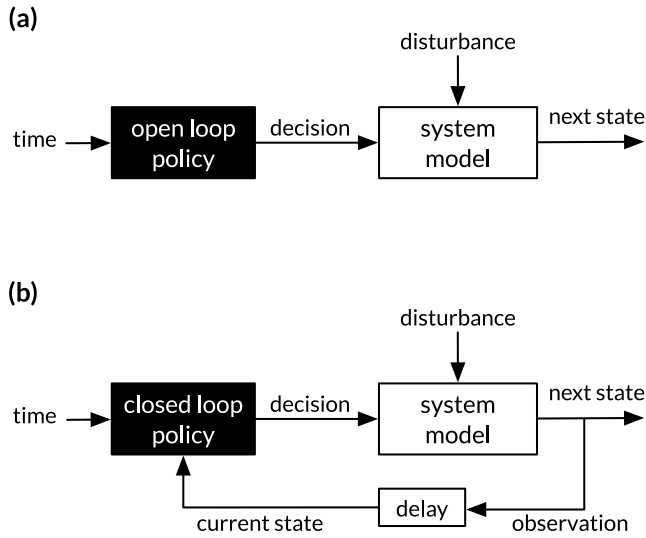 (a)
disturbance
time
open loop
policy
decision
system
model
next state
(b)
disturbance
time
closed loop
policy
decision
system
model
next state
current state
delay
observation